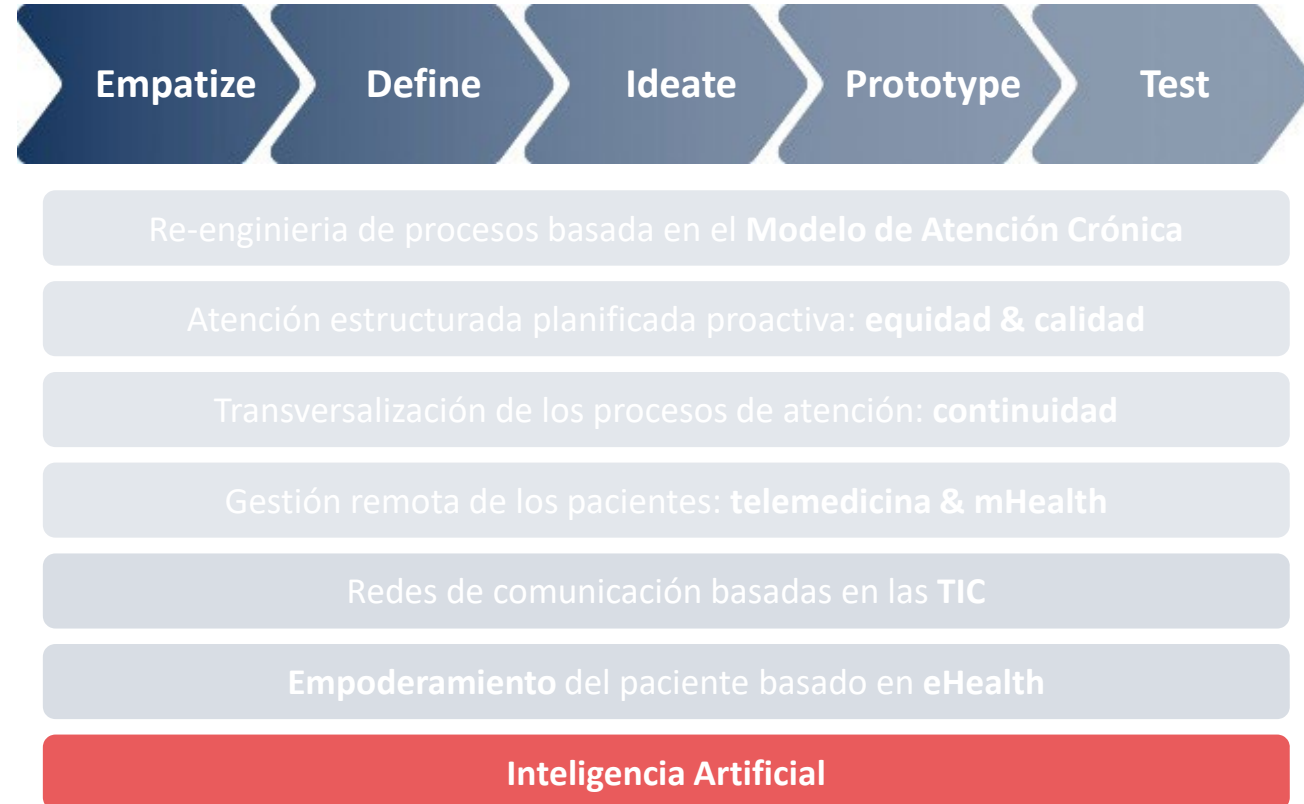 Empatize
Define
Ideate
Prototype
Test
Re-enginieria de procesos basada en el Modelo de Atención Crónica
Atención estructurada planificada proactiva: equidad & calidad
Transversalización de los procesos de atención: continuidad
Gestión remota de los pacientes: telemedicina & mHealth
Redes de comunicación basadas en las TIC
Empoderamiento del paciente basado en eHealth
Inteligencia Artificial